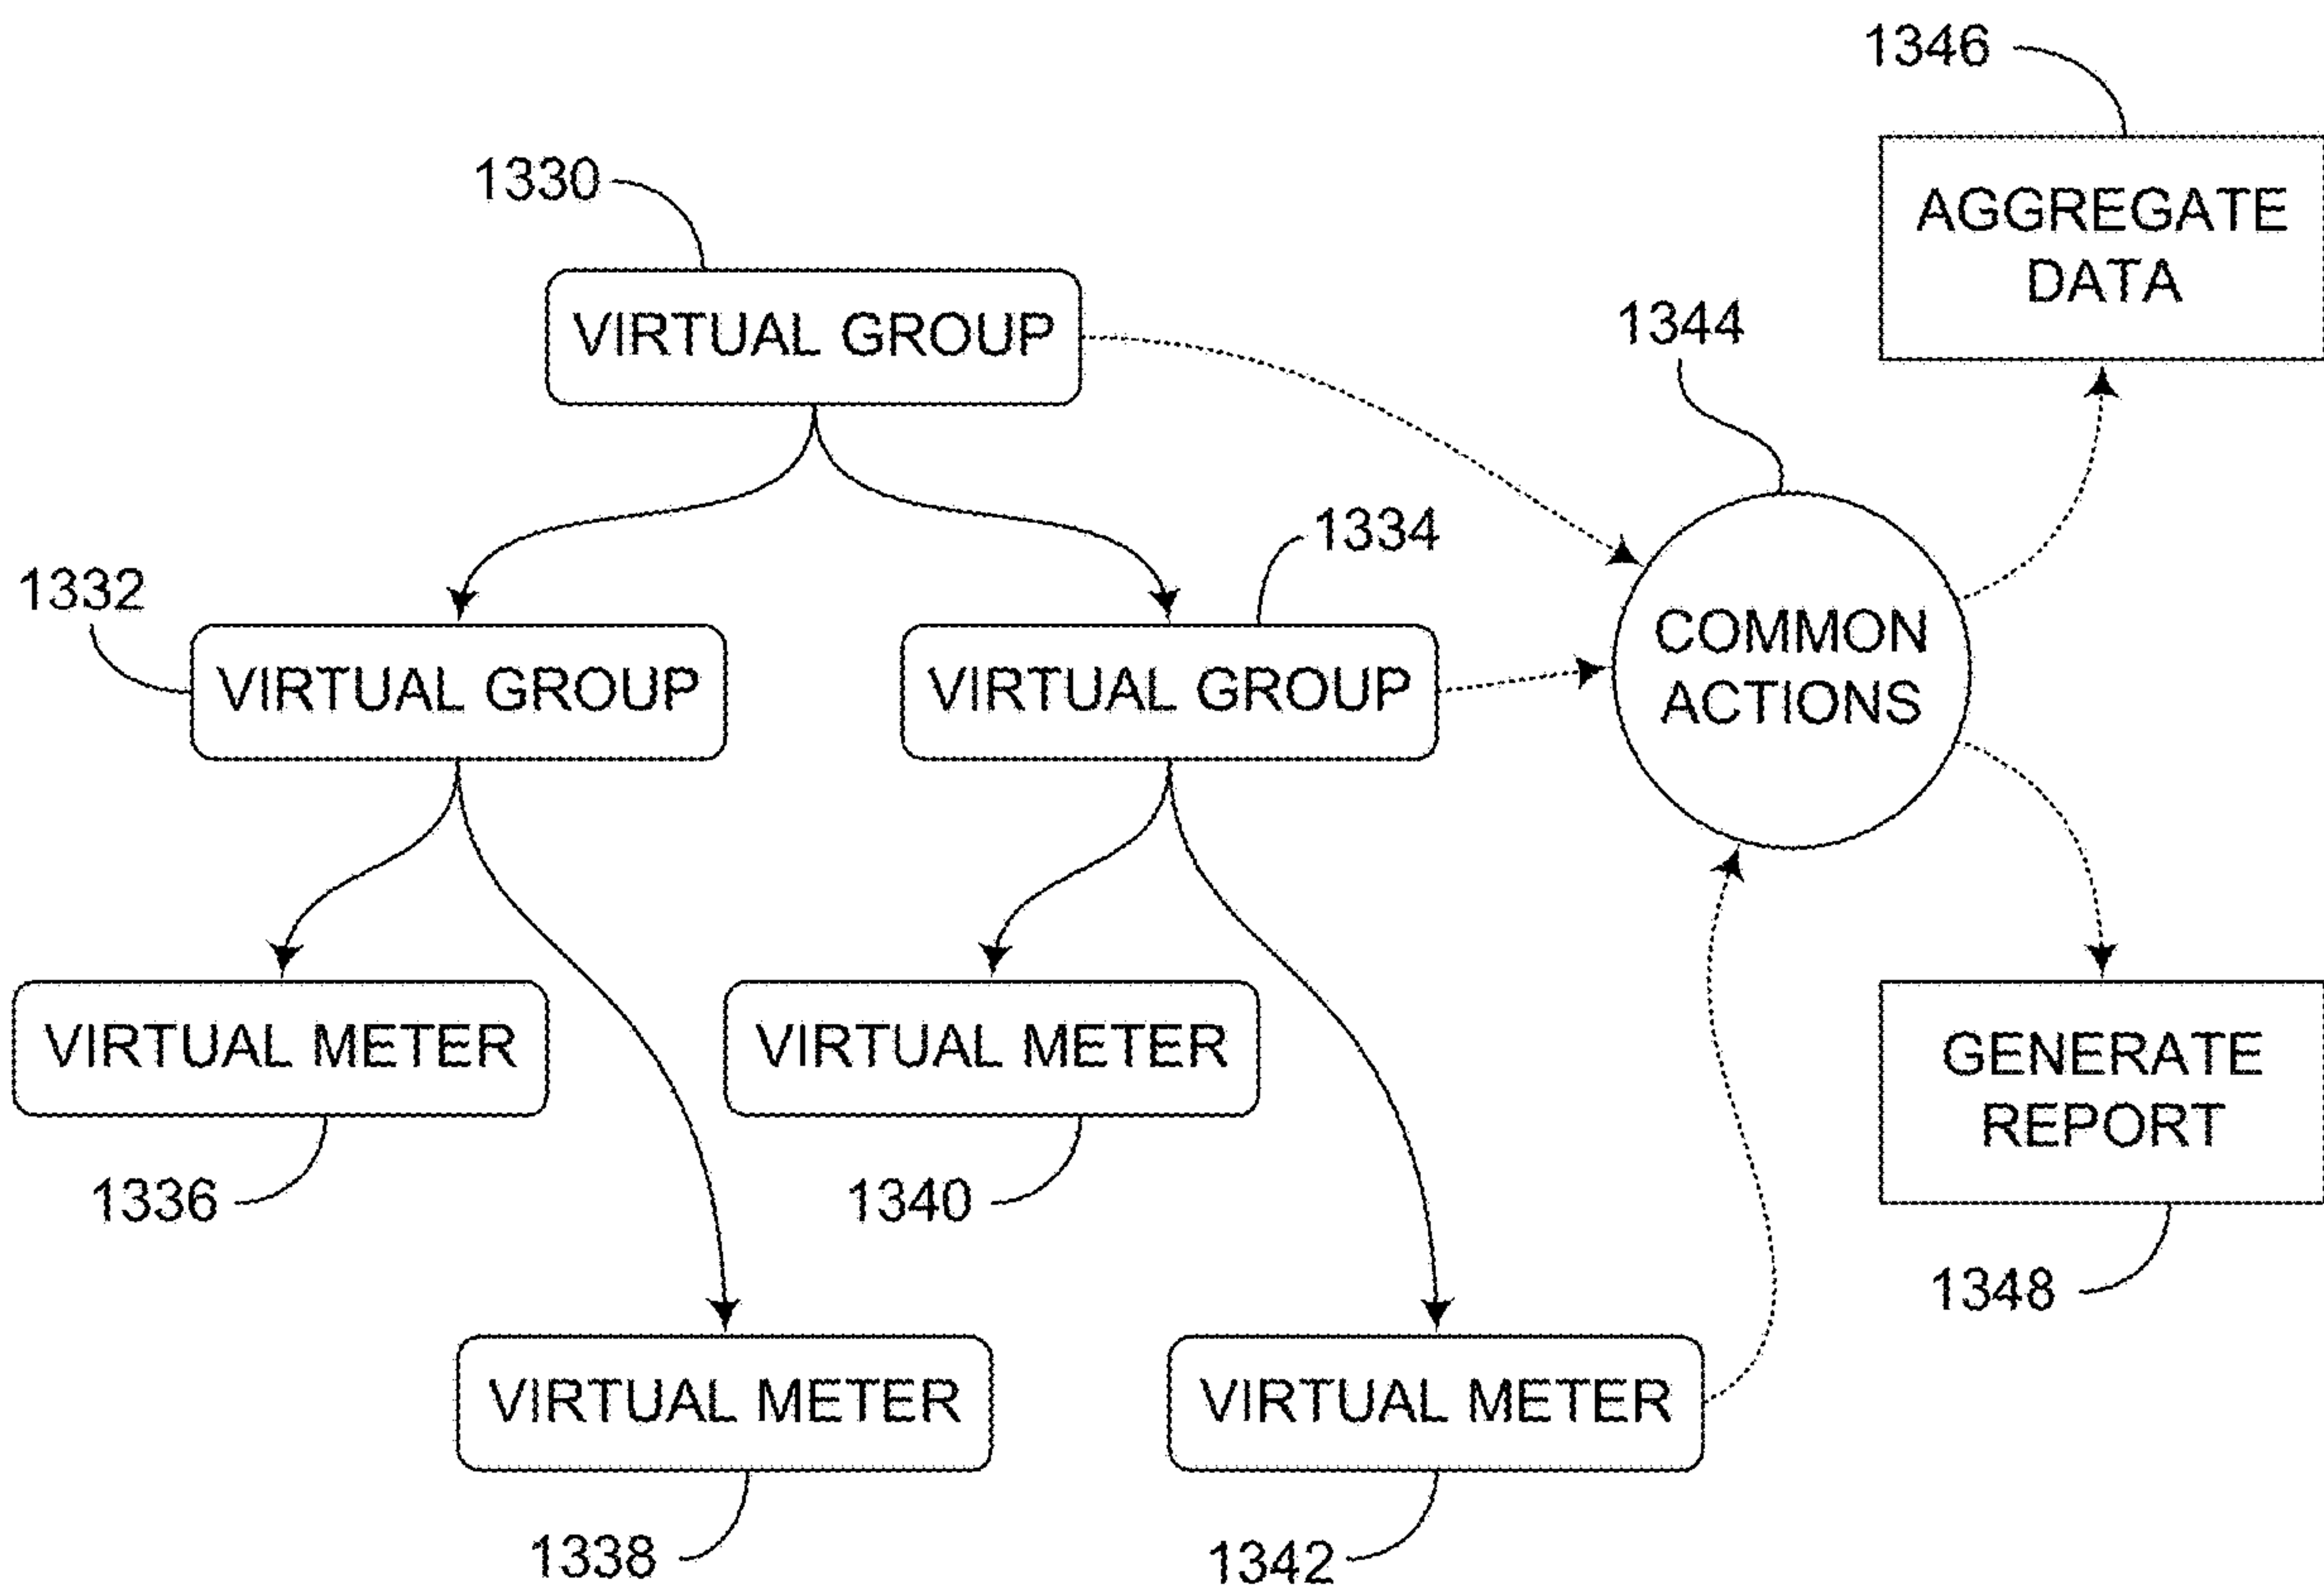 1346
AGGREGATE
DATA
1330
VIRTUAL GROUP
1344
1334
1332
VIRTUAL GROUP
VIRTUAL GROUP
COMMON
ACTIONS
VIRTUAL METER
VIRTUAL METER
GENERATE
REPORT
1336
1340
1348
VIRTUAL METER
VIRTUAL METER
1338
1342